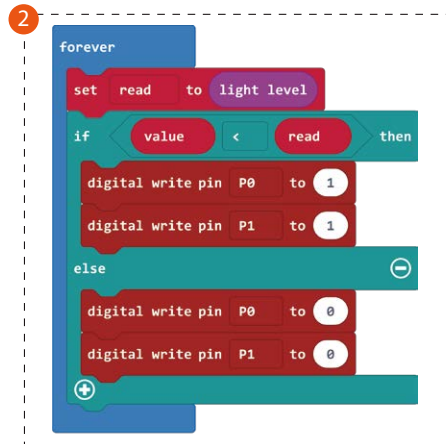 2
forever
set read to light level
if value < read then
digital write pin P0 to 1
digital write pin P1 to 1
else
digital write pin P0 to 0
digital write pin P1 to 0